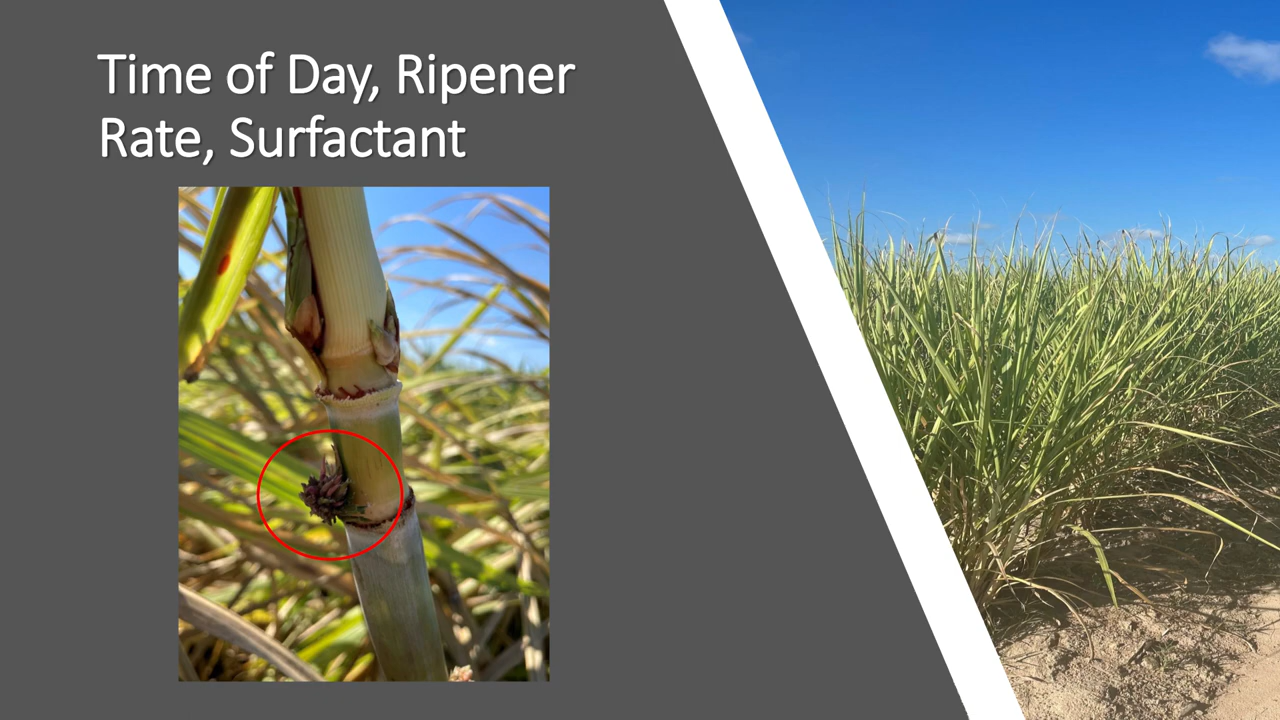 Time of Day, Ripener
Rate, Surfactant